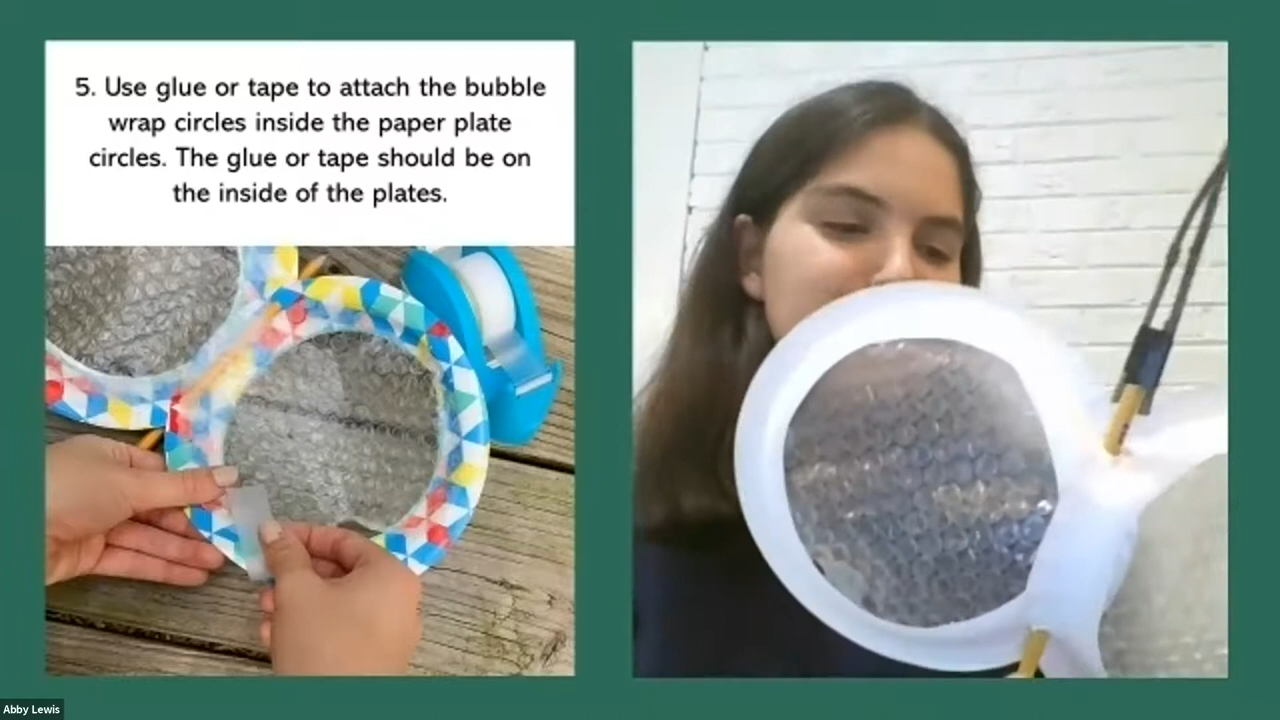 5. Use glue or tape to attach the bubble
wrap circles inside the paper plate
circles. The glue or tape should be on
the inside of the plates.
Abby Lewis